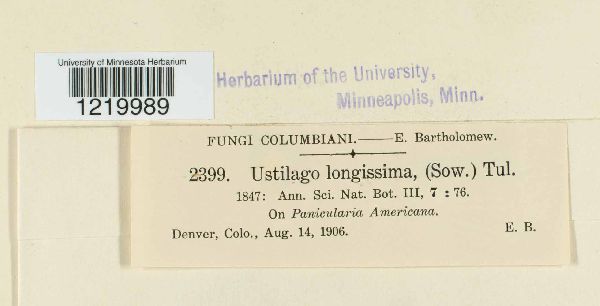 University of Minnesota Herbarium
1219989
Herbarium of the University,
Minneapolis, Minn.
FUNGI COLUMBIANI.——E. Bartholomew.
2399. Ustilago longissima, (Sow.) Tul.
1847: Ann. Sci. Nat. Bot. III, 7 : 76.
On Panicularia Americana.
Denver, Colo., Aug. 14, 1906. E. B.